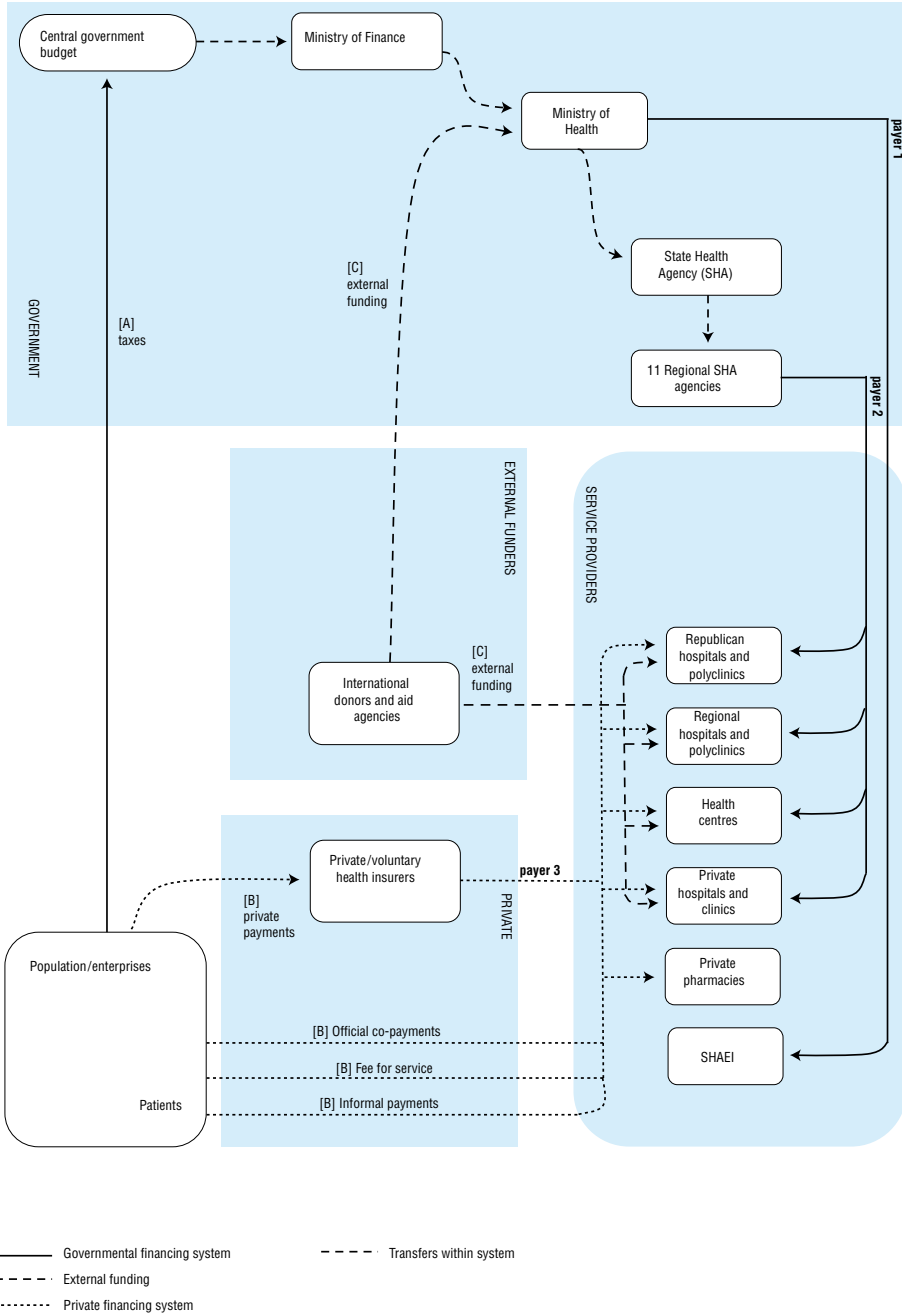 Central government
budget
Ministry of Finance
Ministry of
Health
payer 1
State Health
Agency (SHA)
[C]
external
funding
GOVERNMENT
[A]
taxes
11 Regional SHA
agencies
payer 2
EXTERNAL FUNDERS
SERVICE PROVIDERS
Republican
hospitals and
polyclinics
[C]
external
funding
International
donors and aid
agencies
Regional
hospitals and
polyclinics
Health
centres
Private/voluntary
health insurers
payer 3
PRIVATE
Private
hospitals and
clinics
[B]
private
payments
Population/enterprises
Private
pharmacies
[B] Official co-payments
SHAEI
[B] Fee for service
[B] Informal payments
Patients
Governmental financing system
Transfers within system
External funding
Private financing system